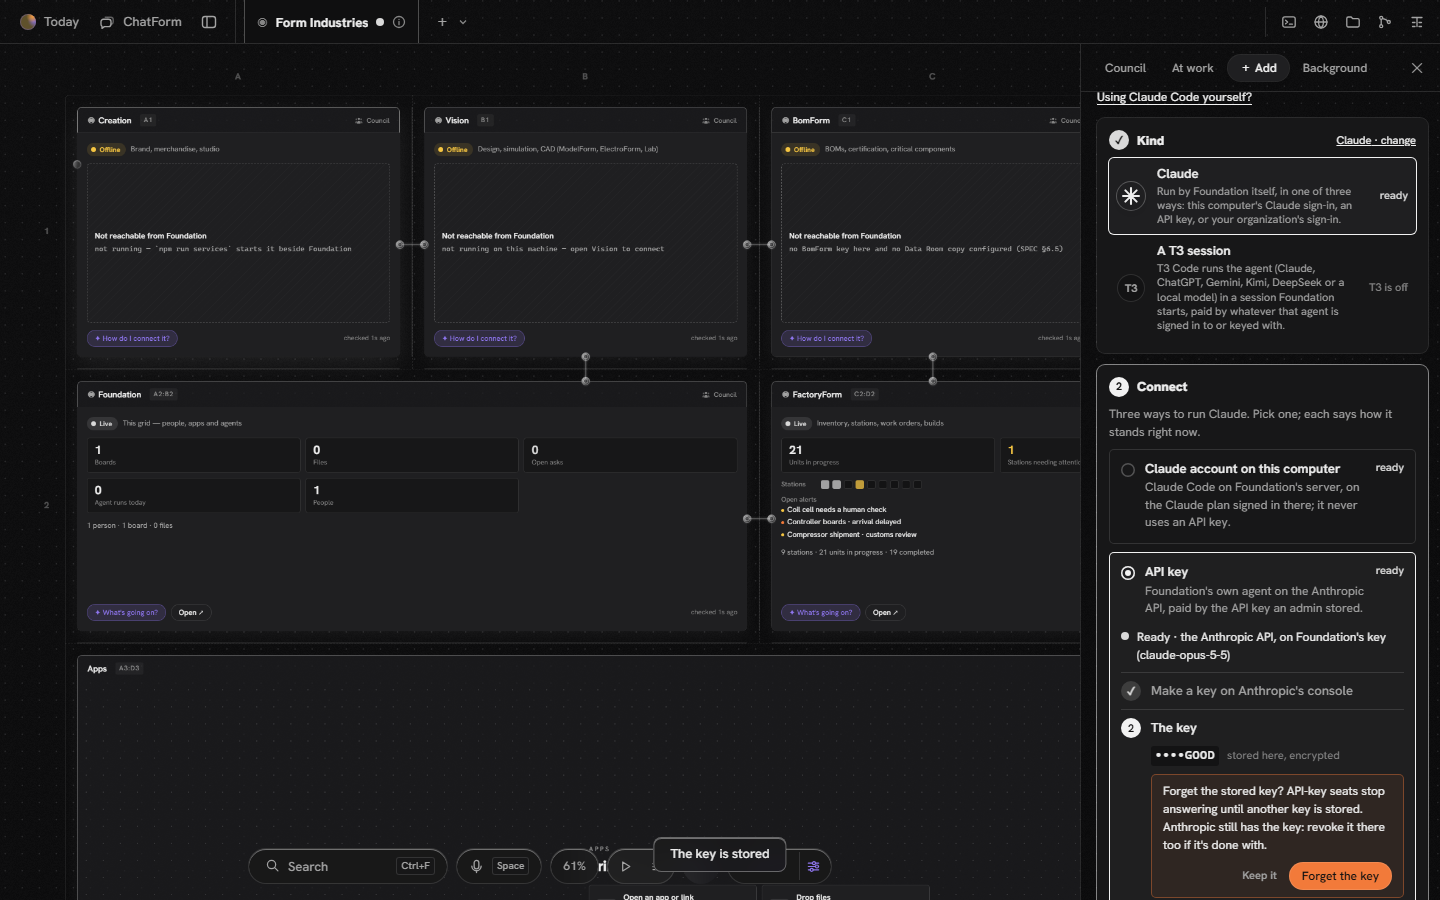 Today
ChatForm
Form Industries
A
B
C
Council
At work
+ Add
Background
Using Claude Code yourself?
Creation
A1
Council
Offline
Brand, merchandise, studio
Not reachable from Foundation
not running — `npm run services` starts it beside Foundation
How do I connect it?
checked 1s ago
Vision
B1
Council
Offline
Design, simulation, CAD (ModelForm, ElectroForm, Lab)
Not reachable from Foundation
not running on this machine — open Vision to connect
How do I connect it?
checked 1s ago
BomForm
C1
Offline
BOMs, certification, critical components
Not reachable from Foundation
no BomForm key here and no Data Room copy configured (SPEC §6.5)
How do I connect it?
1
2
Foundation
A2:B2
Council
Live
This grid — people, apps and agents
1
Boards
0
Files
0
Open asks
0
Agent runs today
1
People
1 person · 1 board · 0 files
What's going on?
Open ↗
checked 1s ago
FactoryForm
C2:D2
Live
Inventory, stations, work orders, builds
21
Units in progress
1
Stations needing
Stations
Open alerts
Coil cell needs a human check
Controller boards · arrival delayed
Compressor shipment · customs review
9 stations · 21 units in progress · 19 completed
What's going on?
Open ↗
Apps
A3:D3
Search
Ctrl+F
Space
61%
APPS
The key is stored
Open an app or link
Drop files
Kind
Claude · change
Claude
Run by Foundation itself, in one of three
ways: this computer's Claude sign-in, an
API key, or your organization's sign-in.
ready
A T3 session
T3
T3 Code runs the agent (Claude,
ChatGPT, Gemini, Kimi, DeepSeek or a
local model) in a session Foundation
starts, paid by whatever that agent is
signed in to or keyed with.
T3 is off
2
Connect
Three ways to run Claude. Pick one; each says how it
stands right now.
Claude account on this computer
ready
Claude Code on Foundation's server, on
the Claude plan signed in there; it never
uses an API key.
API key
ready
Foundation's own agent on the Anthropic
API, paid by the API key an admin stored.
Ready · the Anthropic API, on Foundation's key
(claude-opus-5-5)
Make a key on Anthropic's console
2
The key
••••GOOD
stored here, encrypted
Forget the stored key? API-key seats stop
answering until another key is stored.
Anthropic still has the key: revoke it there
too if it's done with.
Keep it
Forget the key